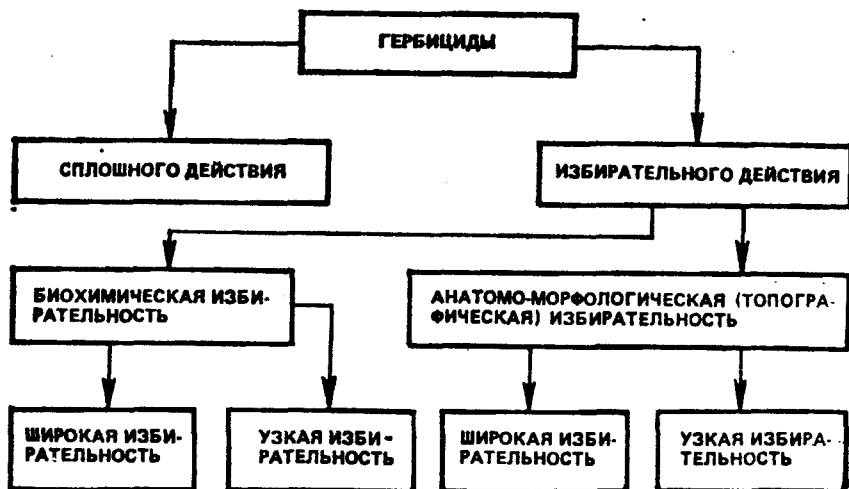 ГЕРБИЦИДЫ
СПЛОШНОГО ДЕЙСТВИЯ
ИЗБИРАТЕЛЬНОГО ДЕЙСТВИЯ
БИОХИМИЧЕСКАЯ ИЗБИ-
РАТЕЛЬНОСТЬ
АНАТОМО-МОРФОЛОГИЧЕСКАЯ (ТОПОГРА-
ФИЧЕСКАЯ) ИЗБИРАТЕЛЬНОСТЬ
ШИРОКАЯ ИЗБИ-
РАТЕЛЬНОСТЬ
УЗКАЯ ИЗБИ-
РАТЕЛЬНОСТЬ
ШИРОКАЯ ИЗБИ-
РАТЕЛЬНОСТЬ
УЗКАЯ ИЗБИРА-
ТЕЛЬНОСТЬ